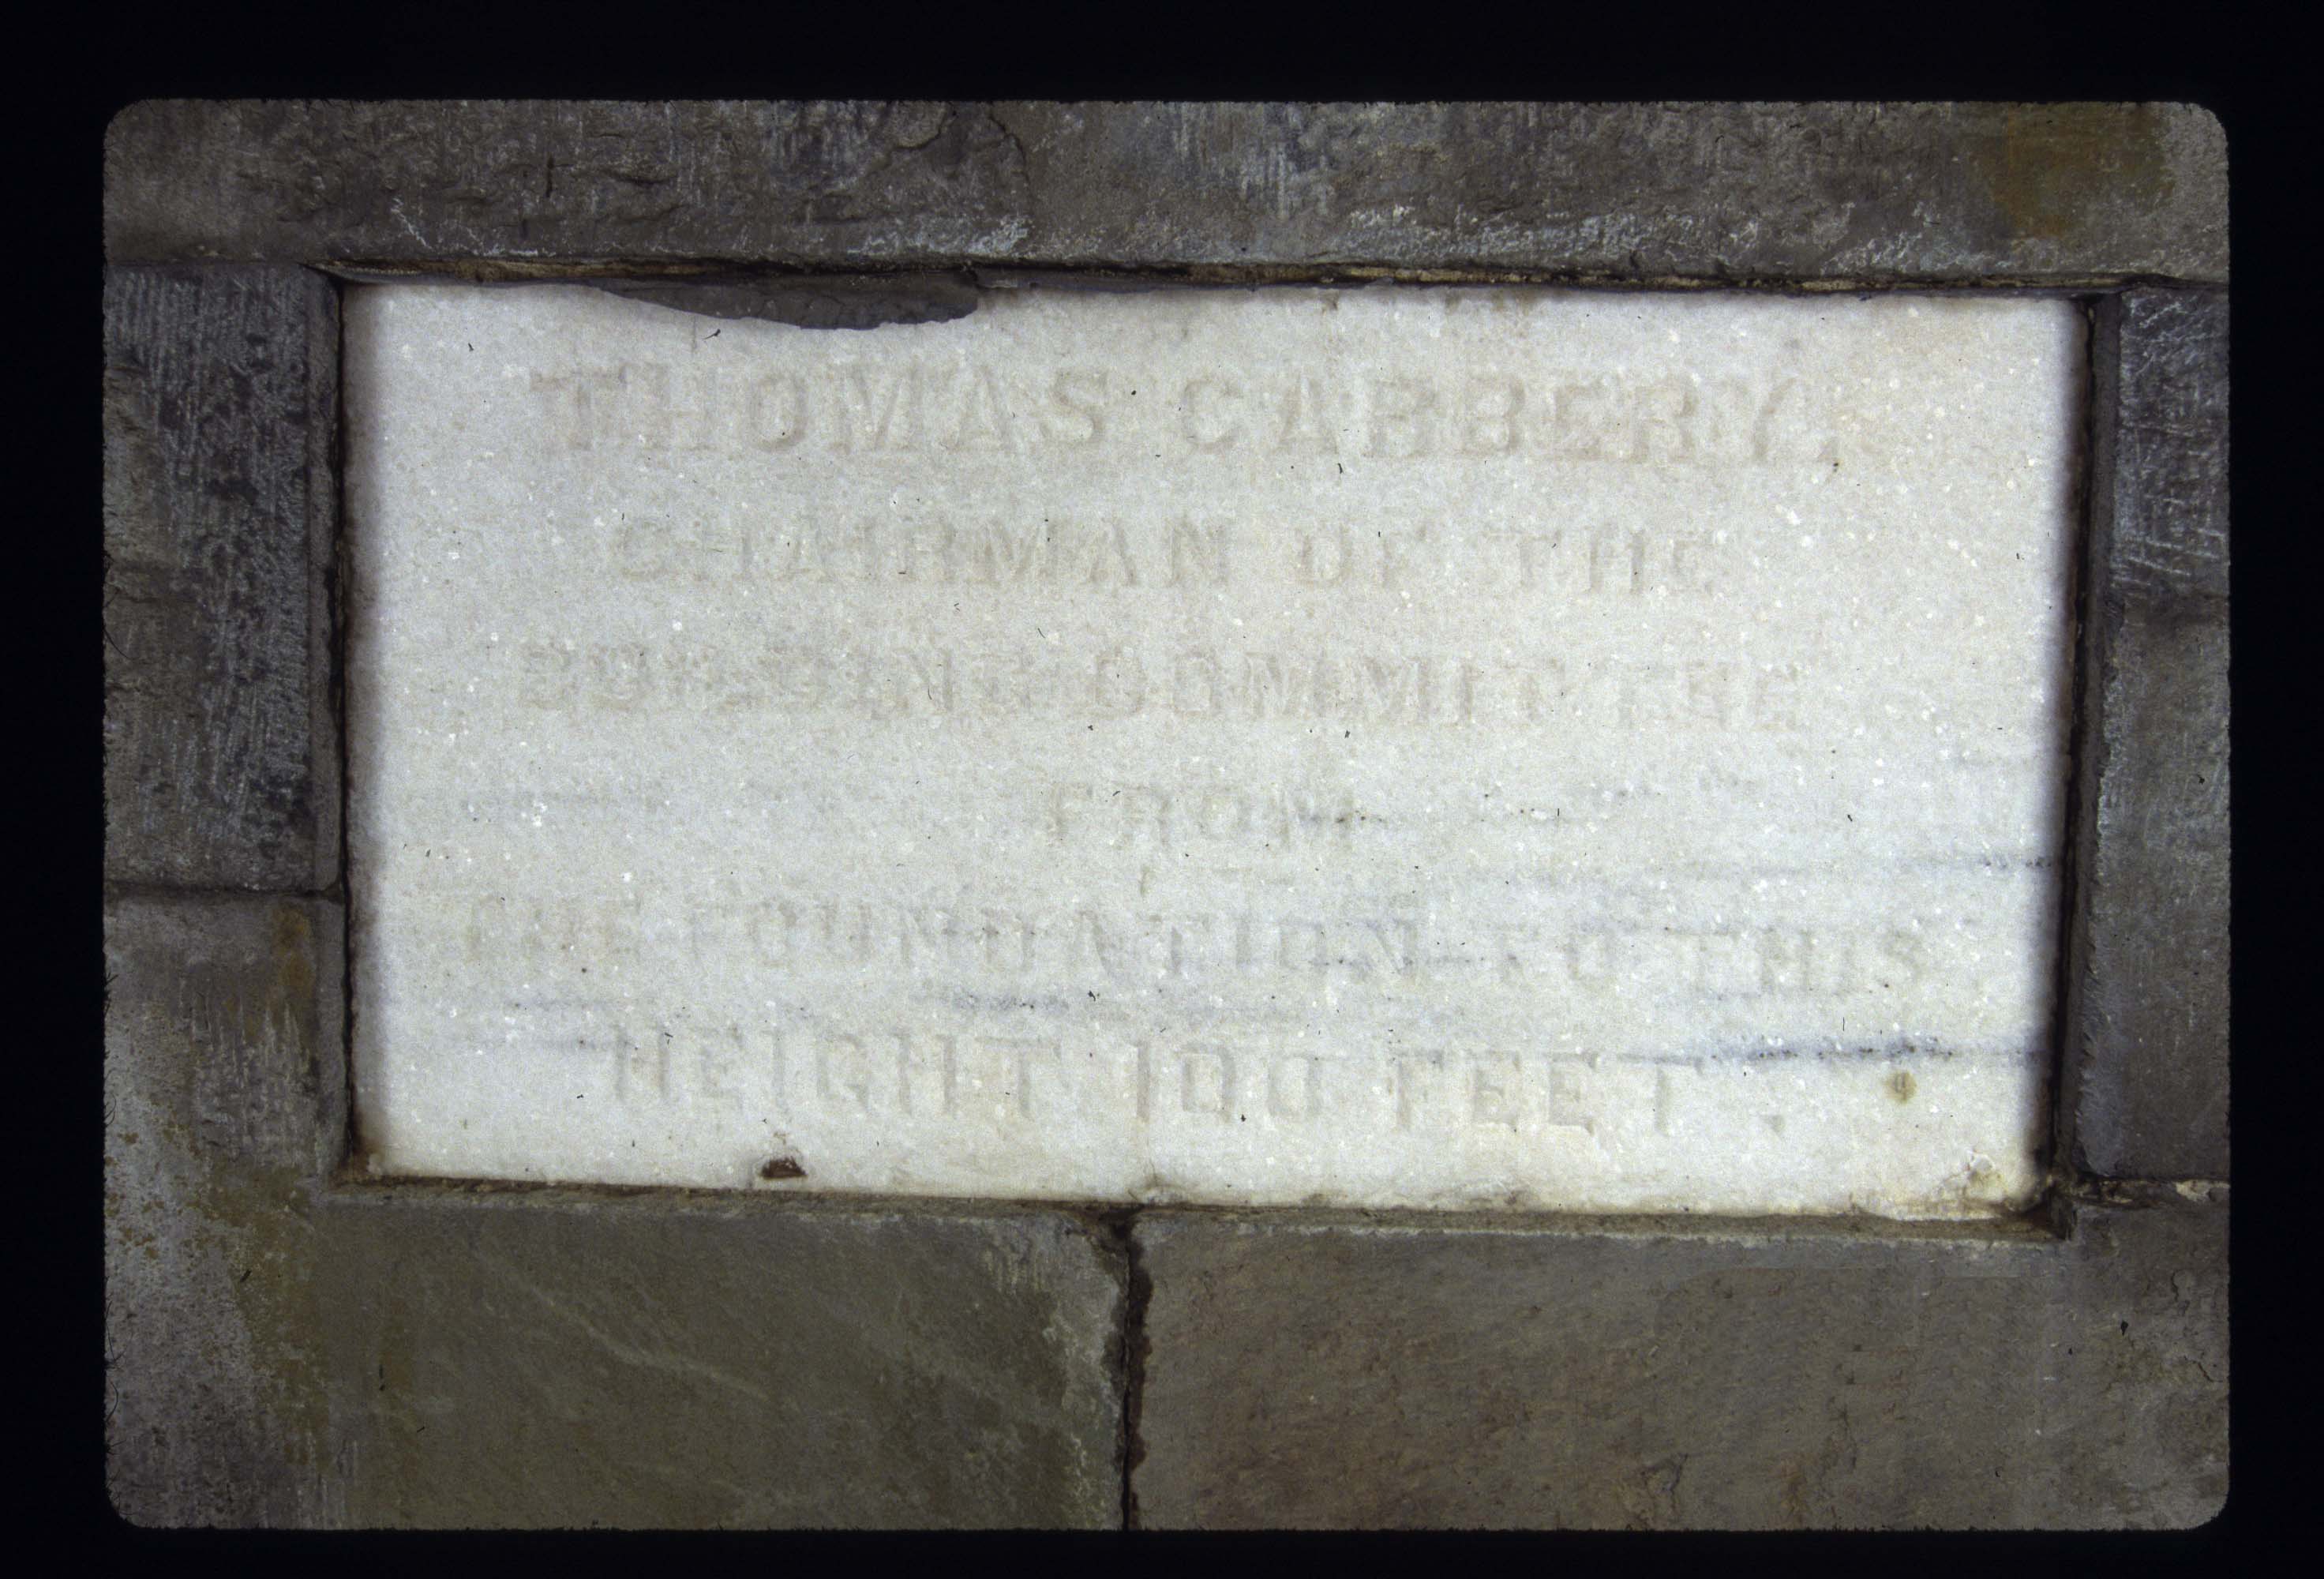 THOMAS CARBERY,
CHAIRMAN OF THE
BUILDING COMMITTEE
FROM
THE FOUNDATION TO THIS
HEIGHT 100 FEET.